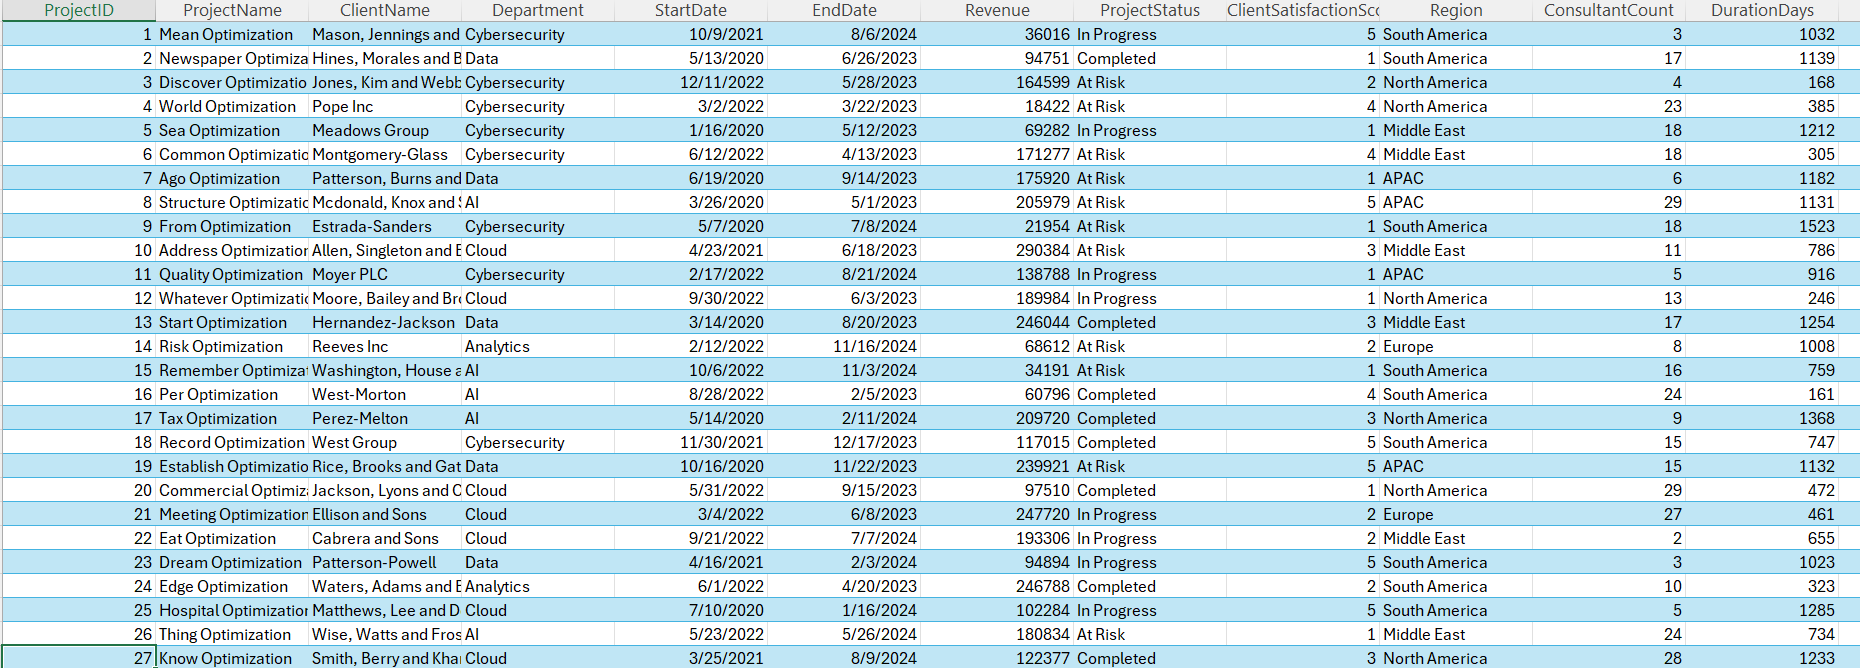 ProjectID ProjectName ClientName Department StartDate EndDate Revenue ProjectStatus ClientSatisfactionSco Region ConsultantCount DurationDays
1 Mean Optimization Mason, Jennings and Cybersecurity 10/9/2021 8/6/2024 36016 In Progress 5 South America 3 1032
2 Newspaper Optimiza Hines, Morales and B Data 5/13/2020 6/26/2023 94751 Completed 1 South America 17 1139
3 Discover Optimizatio Jones, Kim and Webb Cybersecurity 12/11/2022 5/28/2023 164599 At Risk 2 North America 4 168
4 World Optimization Pope Inc Cybersecurity 3/2/2022 3/22/2023 18422 At Risk 4 North America 23 385
5 Sea Optimization Meadows Group Cybersecurity 1/16/2020 5/12/2023 69282 In Progress 1 Middle East 18 1212
6 Common Optimizatio Montgomery-Glass Cybersecurity 6/12/2022 4/13/2023 171277 At Risk 4 Middle East 18 305
7 Ago Optimization Patterson, Burns and Data 6/19/2020 9/14/2023 175920 At Risk 1 APAC 6 1182
8 Structure Optimizatic Mcdonald, Knox and AI 3/26/2020 5/1/2023 205979 At Risk 5 APAC 29 1131
9 From Optimization Estrada-Sanders Cybersecurity 5/7/2020 7/8/2024 21954 At Risk 1 South America 18 1523
10 Address Optimization Allen, Singleton and B Cloud 4/23/2021 6/18/2023 290384 At Risk 3 Middle East 11 786
11 Quality Optimization Moyer PLC Cybersecurity 2/17/2022 8/21/2024 138788 In Progress 1 APAC 5 916
12 Whatever Optimizatic Moore, Bailey and Bro Cloud 9/30/2022 6/3/2023 189984 In Progress 1 North America 13 246
13 Start Optimization Hernandez-Jackson Data 3/14/2020 8/20/2023 246044 Completed 3 Middle East 17 1254
14 Risk Optimization Reeves Inc Analytics 2/12/2022 11/16/2024 68612 At Risk 2 Europe 8 1008
15 Remember Optimizat Washington, House a AI 10/6/2022 11/3/2024 34191 At Risk 1 South America 16 759
16 Per Optimization West-Morton AI 8/28/2022 2/5/2023 60796 Completed 4 South America 24 161
17 Tax Optimization Perez-Melton AI 5/14/2020 2/11/2024 209720 Completed 3 North America 9 1368
18 Record Optimization West Group Cybersecurity 11/30/2021 12/17/2023 117015 Completed 5 South America 15 747
19 Establish Optimizatio Rice, Brooks and Gat Data 10/16/2020 11/22/2023 239921 At Risk 5 APAC 15 1132
20 Commercial Optimiz Jackson, Lyons and C Cloud 5/31/2022 9/15/2023 97510 Completed 1 North America 29 472
21 Meeting Optimization Ellison and Sons Cloud 3/4/2022 6/8/2023 247720 In Progress 2 Europe 27 461
22 Eat Optimization Cabrera and Sons Cloud 9/21/2022 7/7/2024 193306 In Progress 2 Middle East 2 655
23 Dream Optimization Patterson-Powell Data 4/16/2021 2/3/2024 94894 In Progress 5 South America 3 1023
24 Edge Optimization Waters, Adams and E Analytics 6/1/2022 4/20/2023 246788 Completed 2 South America 10 323
25 Hospital Optimization Matthews, Lee and D Cloud 7/10/2020 1/16/2024 102284 In Progress 5 South America 5 1285
26 Thing Optimization Wise, Watts and Fros AI 5/23/2022 5/26/2024 180834 At Risk 1 Middle East 24 734
27 Know Optimization Smith, Berry and Kha Cloud 3/25/2021 8/9/2024 122377 Completed 3 North America 28 1233